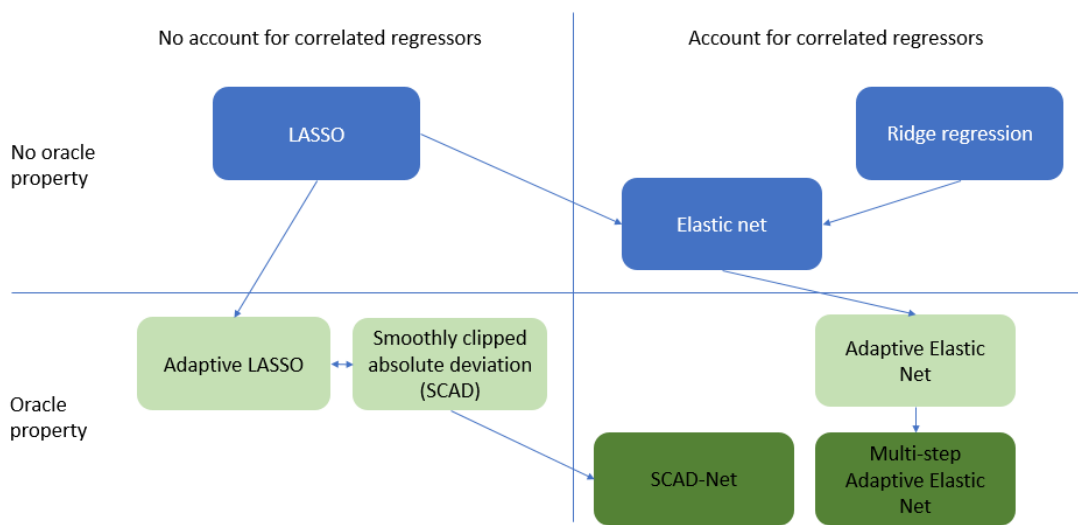 No account for correlated regressors
Account for correlated regressors
No oracle
property
LASSO
Ridge regression
Elastic net
Oracle
property
Adaptive LASSO
Smoothly clipped
absolute deviation
(SCAD)
Adaptive Elastic
Net
SCAD-Net
Multi-step
Adaptive Elastic
Net